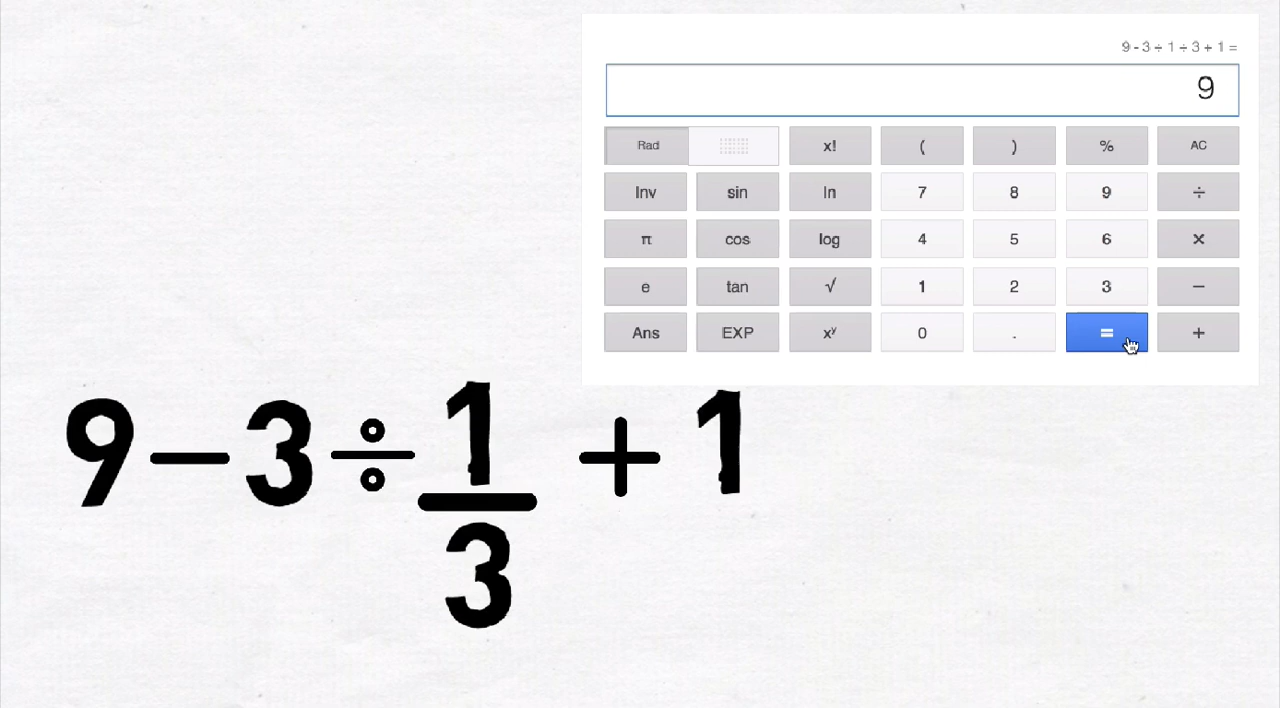 9 - 3 ÷ 1 ÷ 3 + 1 =
9
Rad x! ( ) % AC
Inv sin ln 7 8 9 ÷
π cos log 4 5 6 ×
e tan √ 1 2 3 −
Ans EXP xʸ 0 . = +
9 − 3 ÷ 1 + 1
3